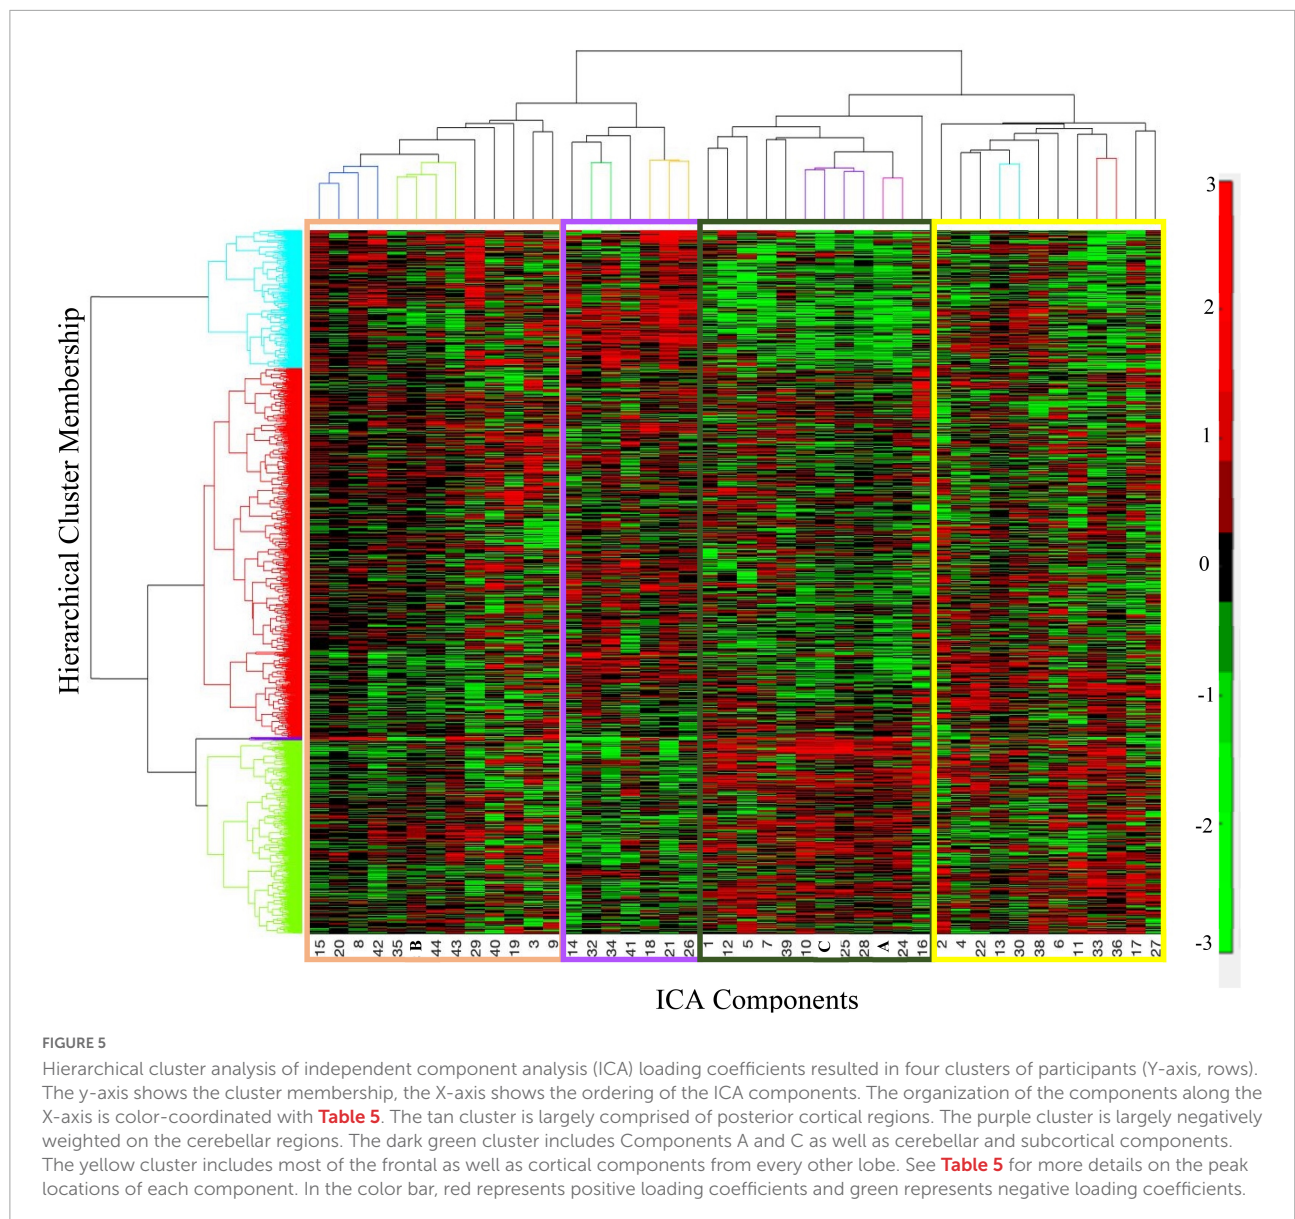 Hierarchical Cluster Membership
3
2
1
0
-1
-2
-3
15 20 8 42 35 B 44 43 29 40 19 3 9 14 32 34 41 18 21 26 1 12 5 7 39 10 C 25 28 A 24 16 2 4 22 13 30 38 6 11 33 36 17 27
ICA Components
FIGURE 5
Hierarchical cluster analysis of independent component analysis (ICA) loading coefficients resulted in four clusters of participants (Y-axis, rows).
The y-axis shows the cluster membership, the X-axis shows the ordering of the ICA components. The organization of the components along the
X-axis is color-coordinated with Table 5. The tan cluster is largely comprised of posterior cortical regions. The purple cluster is largely negatively
weighted on the cerebellar regions. The dark green cluster includes Components A and C as well as cerebellar and subcortical components.
The yellow cluster includes most of the frontal as well as cortical components from every other lobe. See Table 5 for more details on the peak
locations of each component. In the color bar, red represents positive loading coefficients and green represents negative loading coefficients.